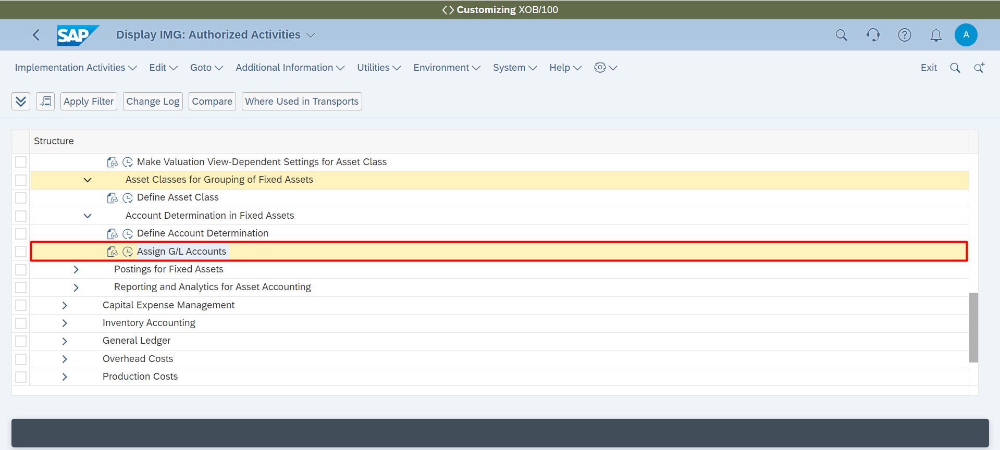 Customizing XOB/100
SAP Display IMG: Authorized Activities A
Implementation Activities Edit Goto Additional Information Utilities Environment System Help Exit
Apply Filter Change Log Compare Where Used in Transports
Structure
Make Valuation View-Dependent Settings for Asset Class
Asset Classes for Grouping of Fixed Assets
Define Asset Class
Account Determination in Fixed Assets
Define Account Determination
Assign G/L Accounts
Postings for Fixed Assets
Reporting and Analytics for Asset Accounting
Capital Expense Management
Inventory Accounting
General Ledger
Overhead Costs
Production Costs